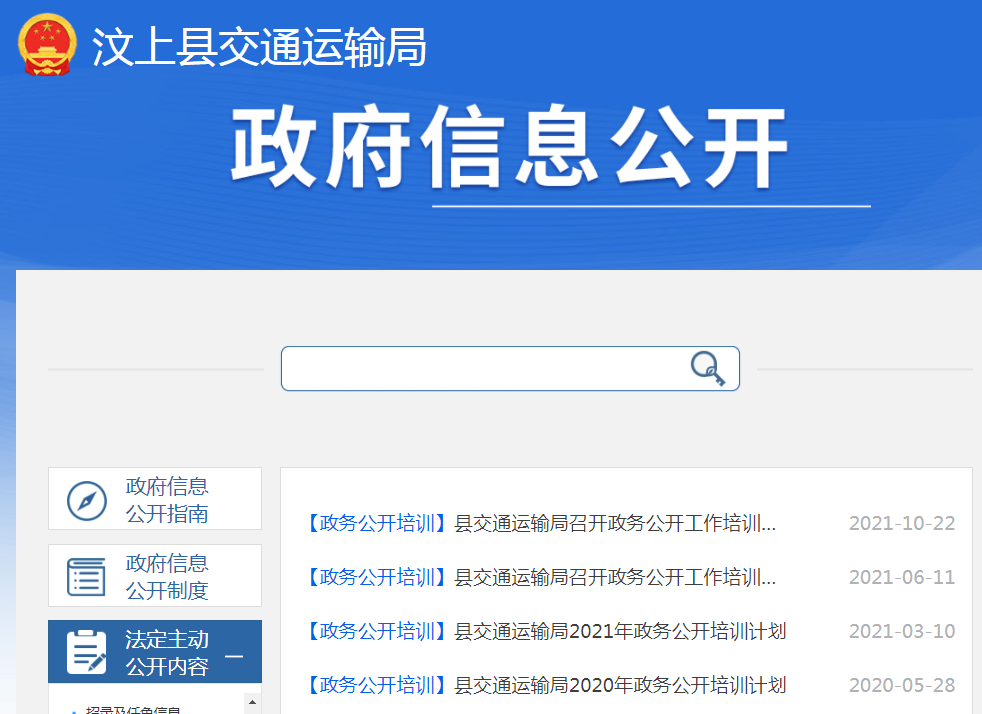 汶上县交通运输局
政府信息公开
政府信息
公开指南
政府信息
公开制度
法定主动
公开内容
招录及任免信息
【政务公开培训】县交通运输局召开政务公开工作培训... 2021-10-22
【政务公开培训】县交通运输局召开政务公开工作培训... 2021-06-11
【政务公开培训】县交通运输局2021年政务公开培训计划 2021-03-10
【政务公开培训】县交通运输局2020年政务公开培训计划 2020-05-28